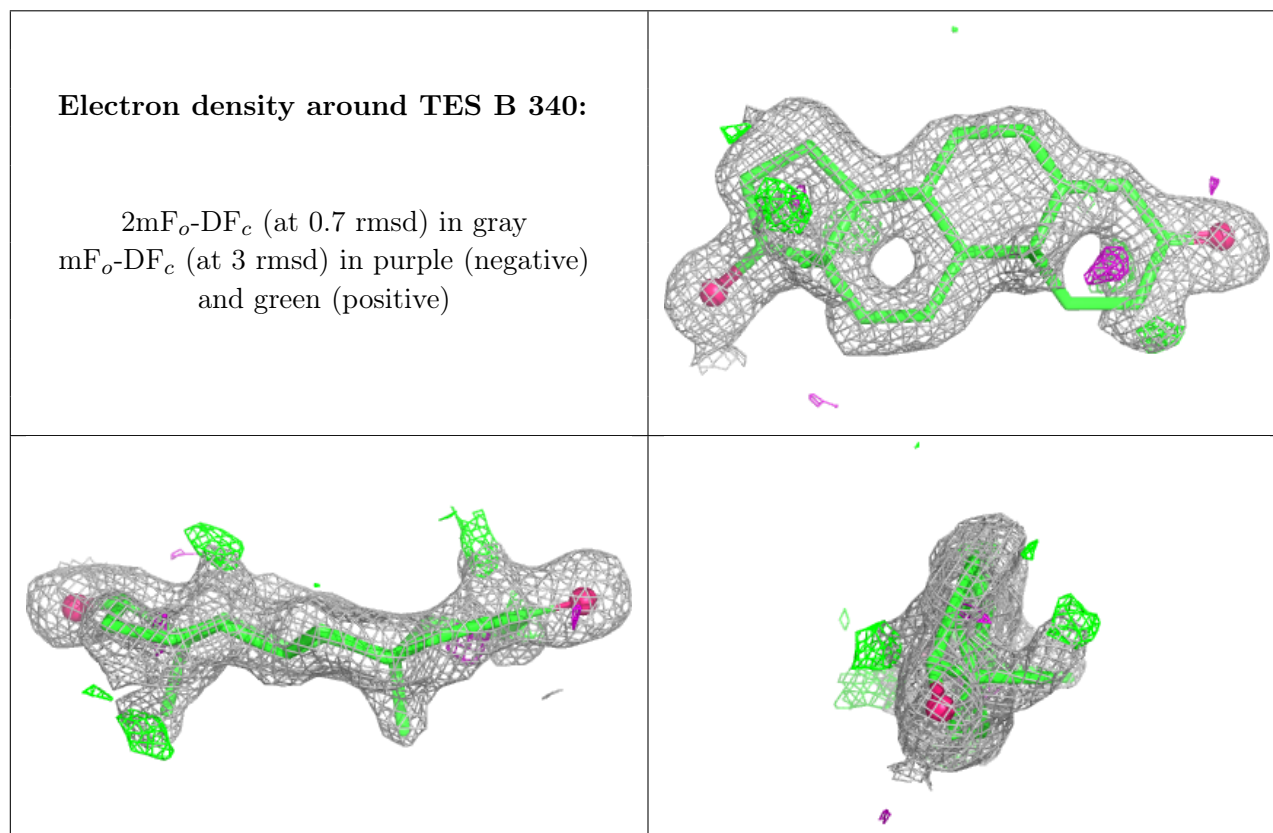 Electron density around TES B 340:
2mFₒ-DF𝒸 (at 0.7 rmsd) in gray
mFₒ-DF𝒸 (at 3 rmsd) in purple (negative)
and green (positive)